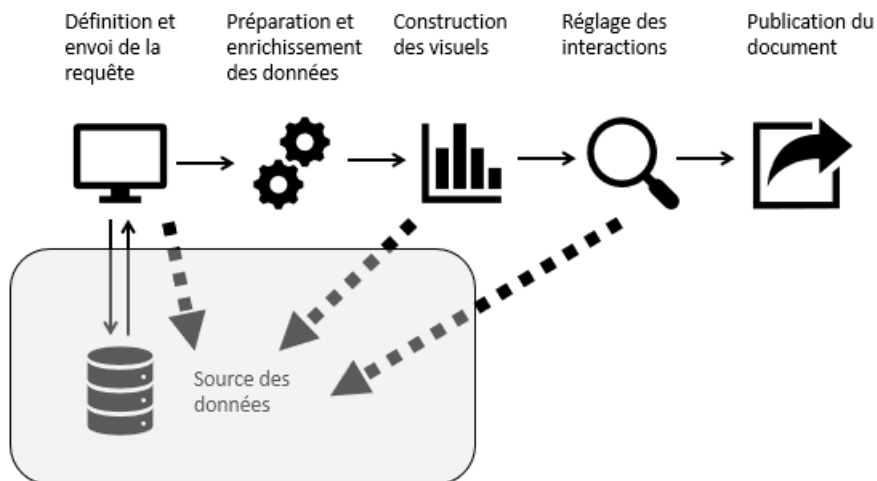 Définition et
envoi de la
requête
Préparation et
enrichissement
des données
Construction
des visuels
Réglage des
interactions
Publication du
document
Source des
données